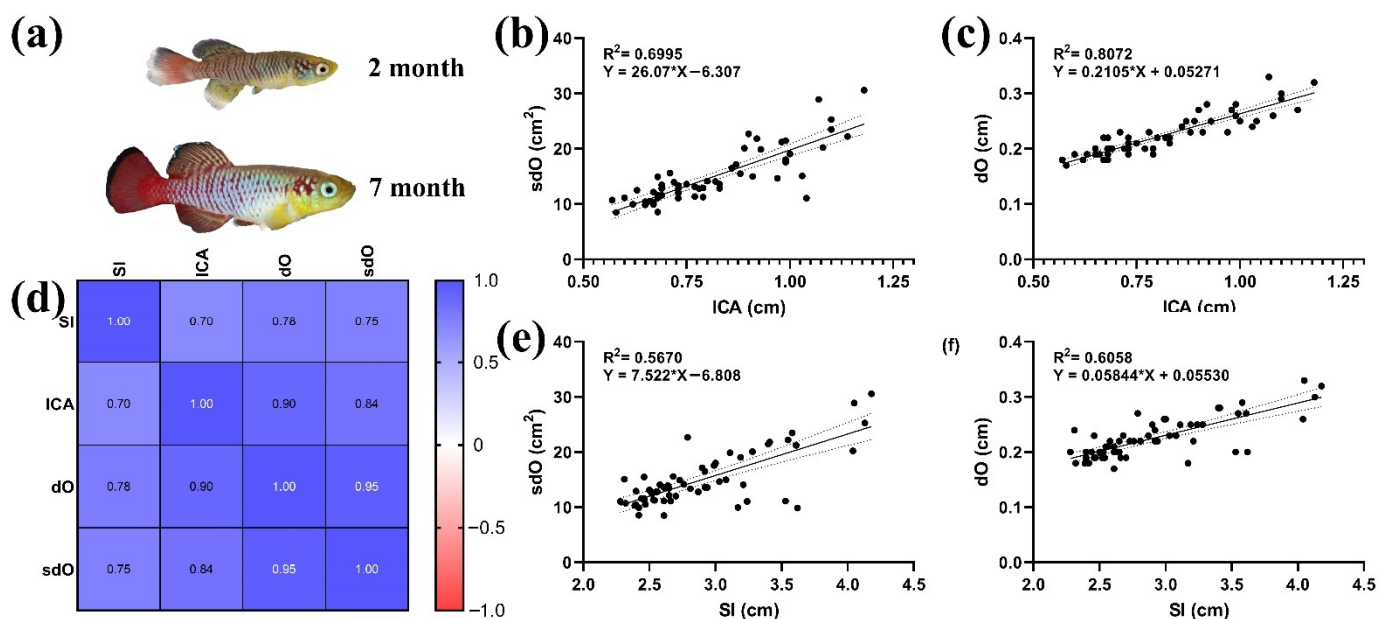 (a)
2 month
7 month
(b)
R²= 0.6995
Y = 26.07*X−6.307
sdO (cm²)
40
30
20
10
0
0.50
0.75
1.00
1.25
ICA (cm)
(c)
R²= 0.8072
Y = 0.2105*X + 0.05271
dO (cm)
0.4
0.3
0.2
0.1
0.0
0.50
0.75
1.00
1.25
ICA (cm)
(d)
SI ICA dO sdO
SI 1.00 0.70 0.78 0.75
ICA 0.70 1.00 0.90 0.84
dO 0.78 0.90 1.00 0.95
sdO 0.75 0.84 0.95 1.00
1.0
0.5
0
−0.5
−1.0
(e)
R²= 0.5670
Y = 7.522*X−6.808
sdO (cm²)
40
30
20
10
0
2.0 2.5 3.0 3.5 4.0 4.5
SI (cm)
(f)
R²= 0.6058
Y = 0.05844*X + 0.05530
dO (cm)
0.4
0.3
0.2
0.1
0.0
2.0 2.5 3.0 3.5 4.0 4.5
SI (cm)